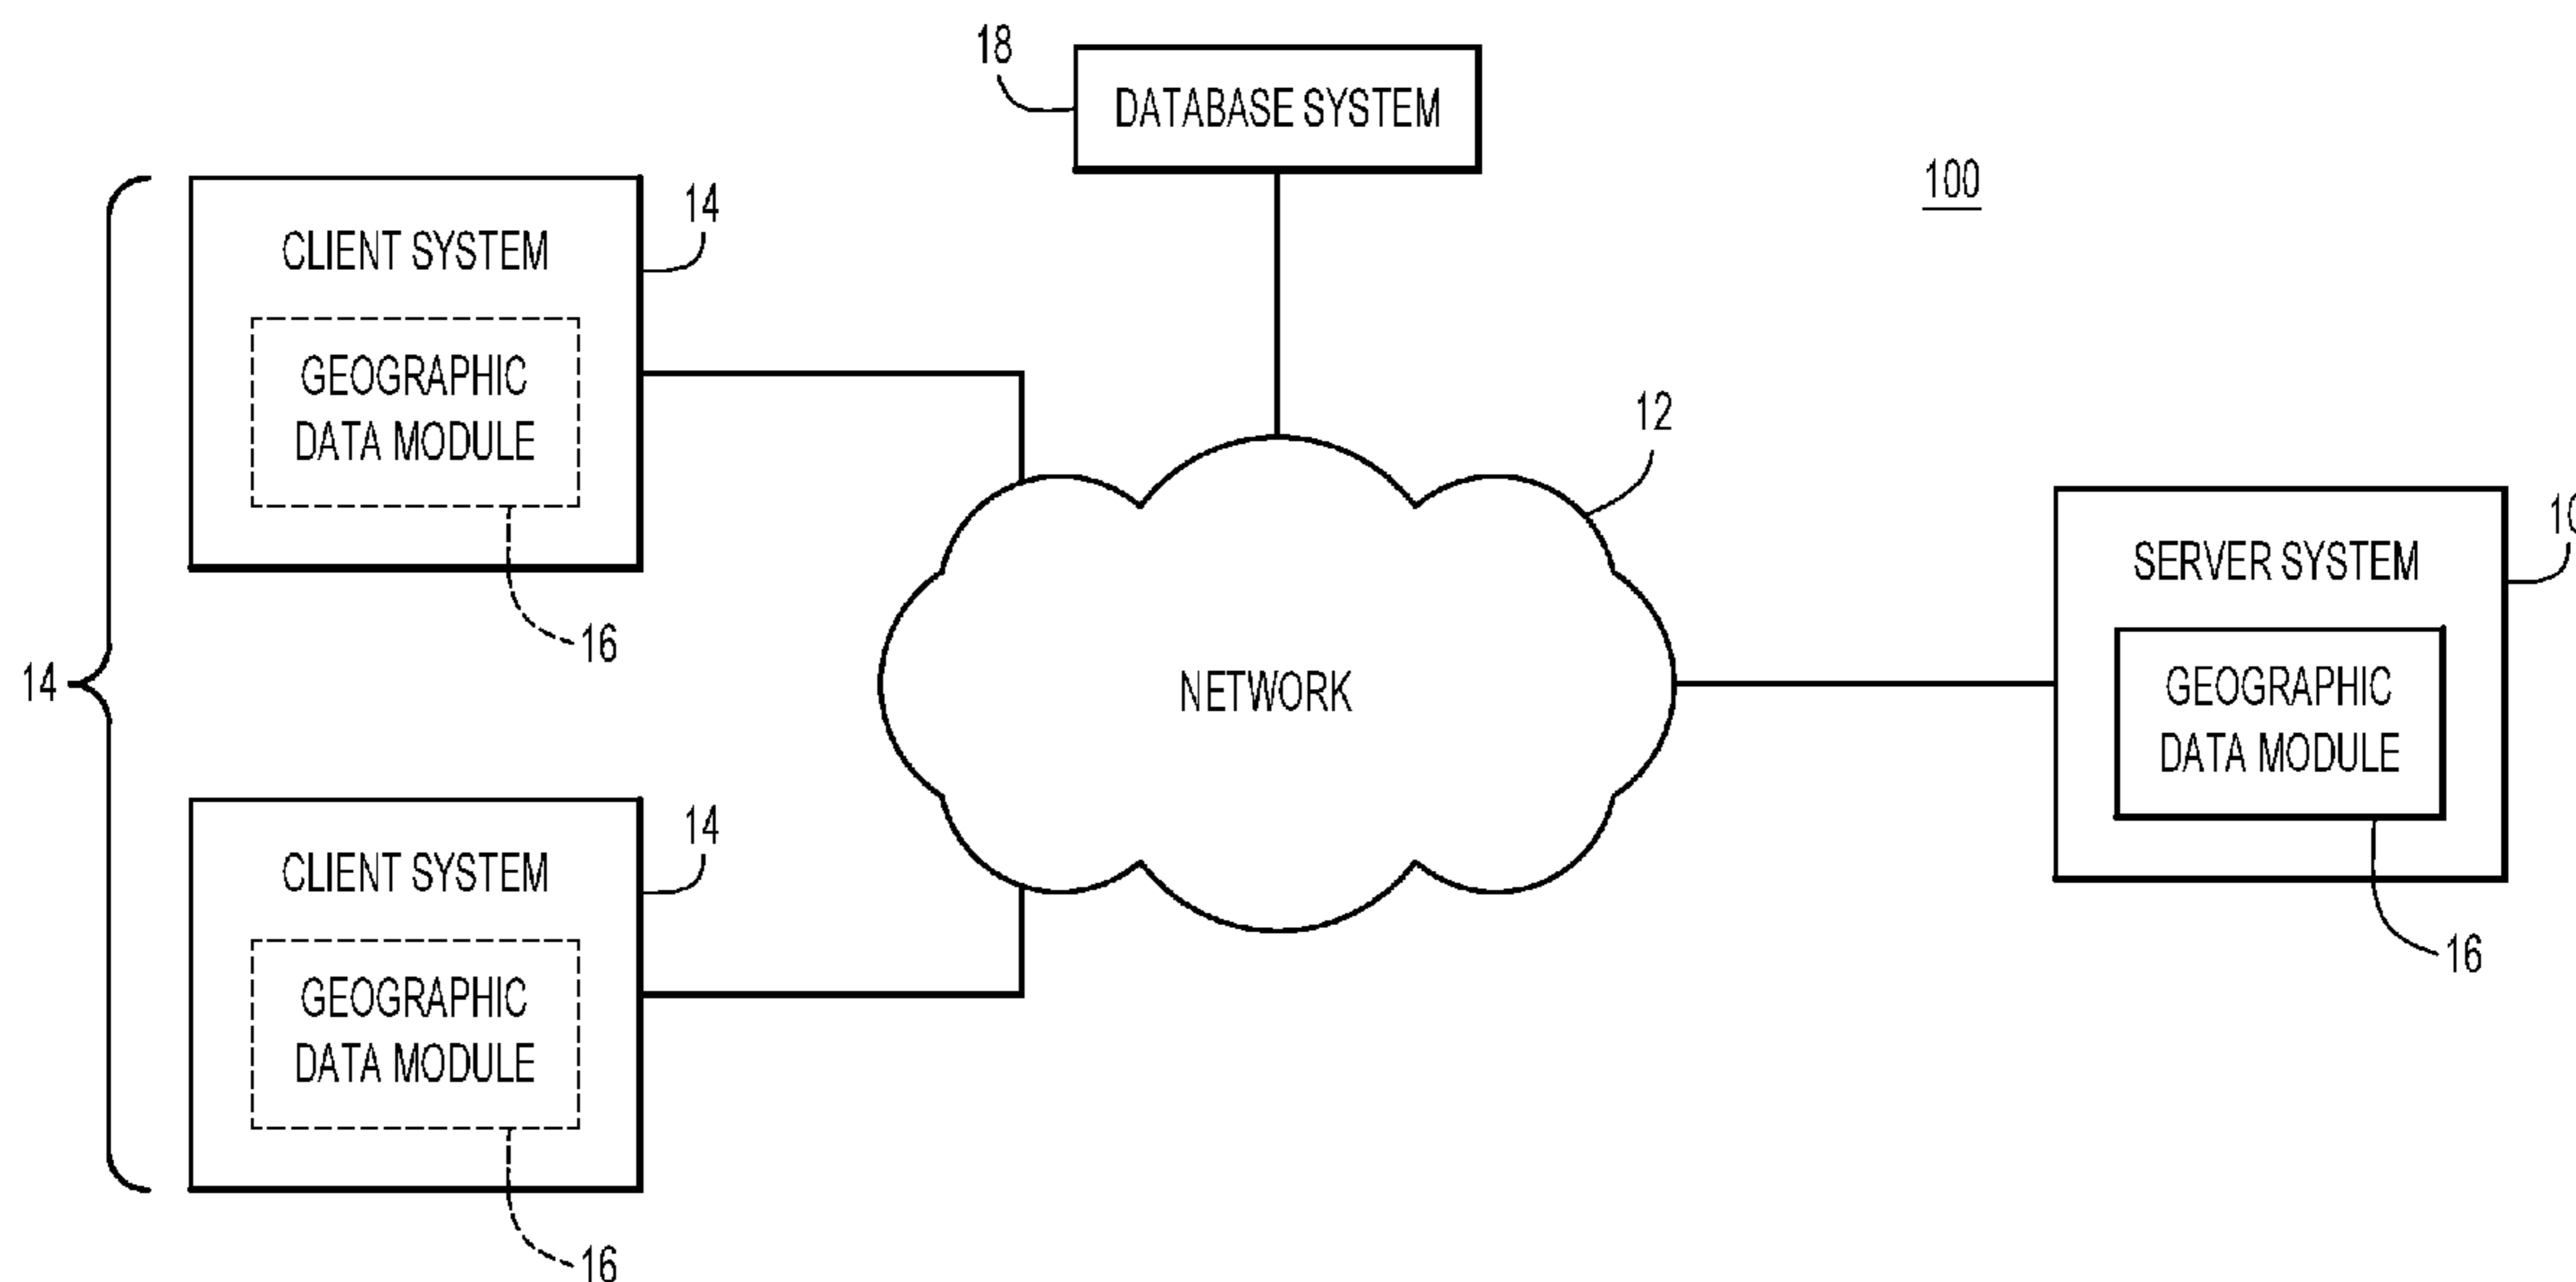 18
DATABASE SYSTEM
100
14
CLIENT SYSTEM
GEOGRAPHIC
DATA MODULE
16
14
12
NETWORK
10
SERVER SYSTEM
GEOGRAPHIC
DATA MODULE
16
14
CLIENT SYSTEM
GEOGRAPHIC
DATA MODULE
16